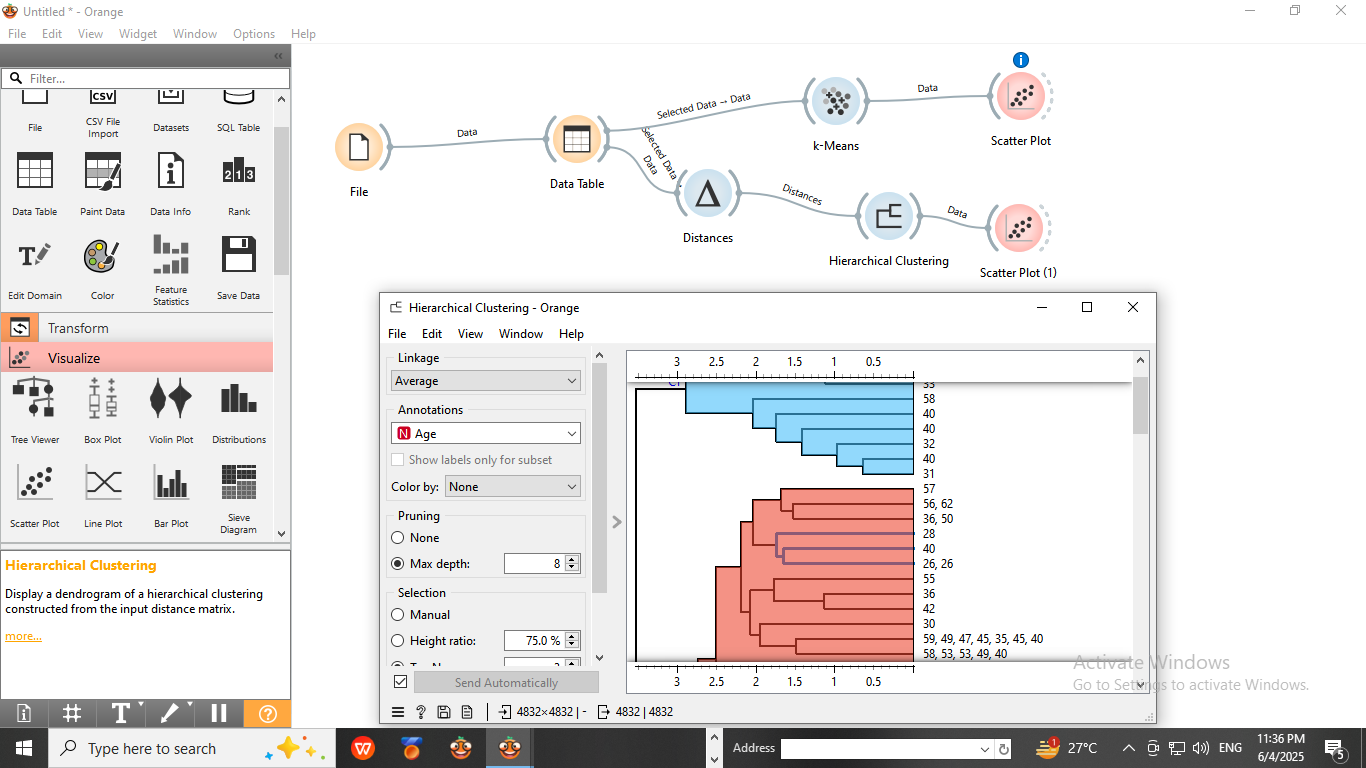 Untitled * - Orange
File Edit View Widget Window Options Help
Filter...
File
CSV File
Import
Datasets
SQL Table
Data Table
Paint Data
Data Info
Rank
Edit Domain
Color
Feature
Statistics
Save Data
Transform
Visualize
Tree Viewer
Box Plot
Violin Plot
Distributions
Scatter Plot
Line Plot
Bar Plot
Sieve
Diagram
Hierarchical Clustering
Display a dendrogram of a hierarchical clustering
constructed from the input distance matrix.
more...
File
Data
Data Table
Selected Data → Data
k-Means
Data
Scatter Plot
Selected Data
Data
Distances
Distances
Hierarchical Clustering
Data
Scatter Plot (1)
Hierarchical Clustering - Orange
File Edit View Window Help
Linkage
Average
Annotations
N Age
Show labels only for subset
Color by: None
Pruning
None
Max depth: 8
Selection
Manual
Height ratio: 75.0 %
Send Automatically
3 2.5 2 1.5 1 0.5
C1
33
58
40
40
32
40
31
57
56, 62
36, 50
28
40
26, 26
55
36
42
30
59, 49, 47, 45, 35, 45, 40
58, 53, 53, 49, 40
3 2.5 2 1.5 1 0.5
4832×4832 | - 4832 | 4832
Activate Windows
Go to Settings to activate Windows.
Type here to search
Address
27°C
ENG
11:36 PM
6/4/2025
5